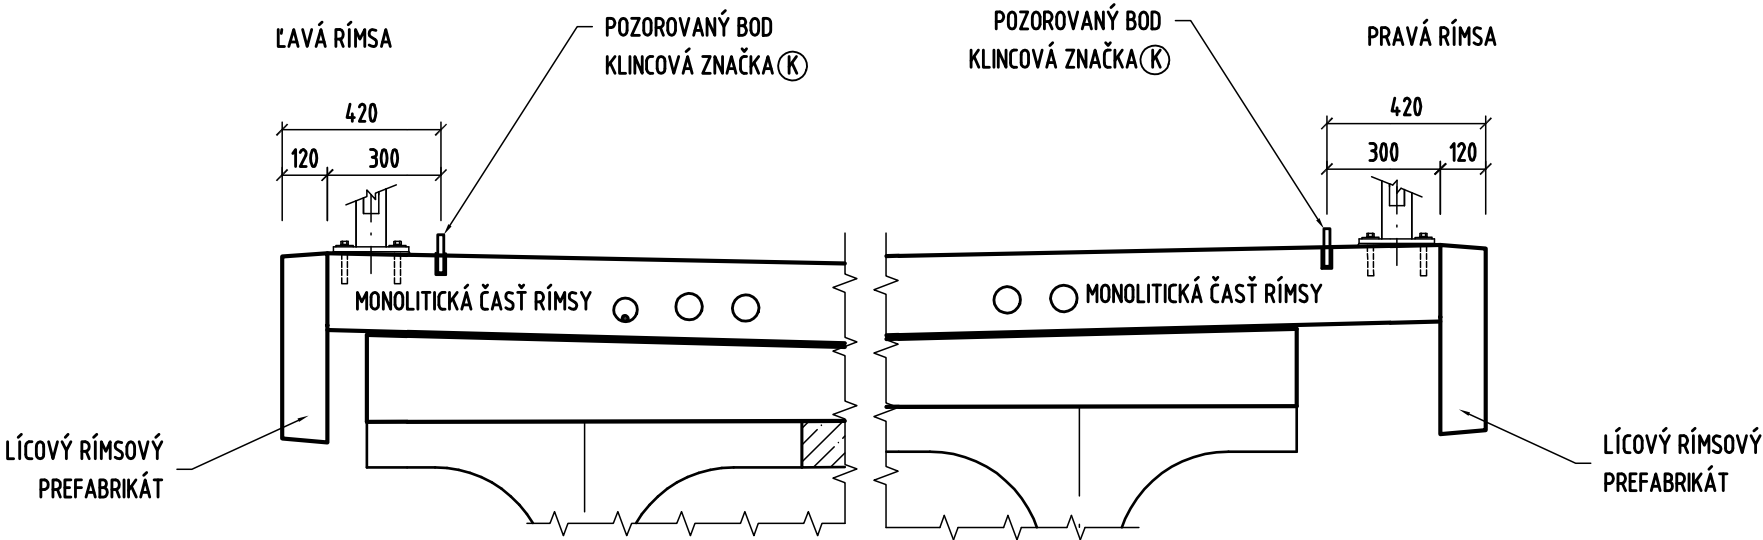 ĽAVÁ RÍMSA
POZOROVANÝ BOD
KLINCOVÁ ZNAČKA K
420
120 300
MONOLITICKÁ ČASŤ RÍMSY
LÍCOVÝ RÍMSOVÝ
PREFABRIKÁT
POZOROVANÝ BOD
KLINCOVÁ ZNAČKA K
PRAVÁ RÍMSA
420
300 120
MONOLITICKÁ ČASŤ RÍMSY
LÍCOVÝ RÍMSOVÝ
PREFABRIKÁT